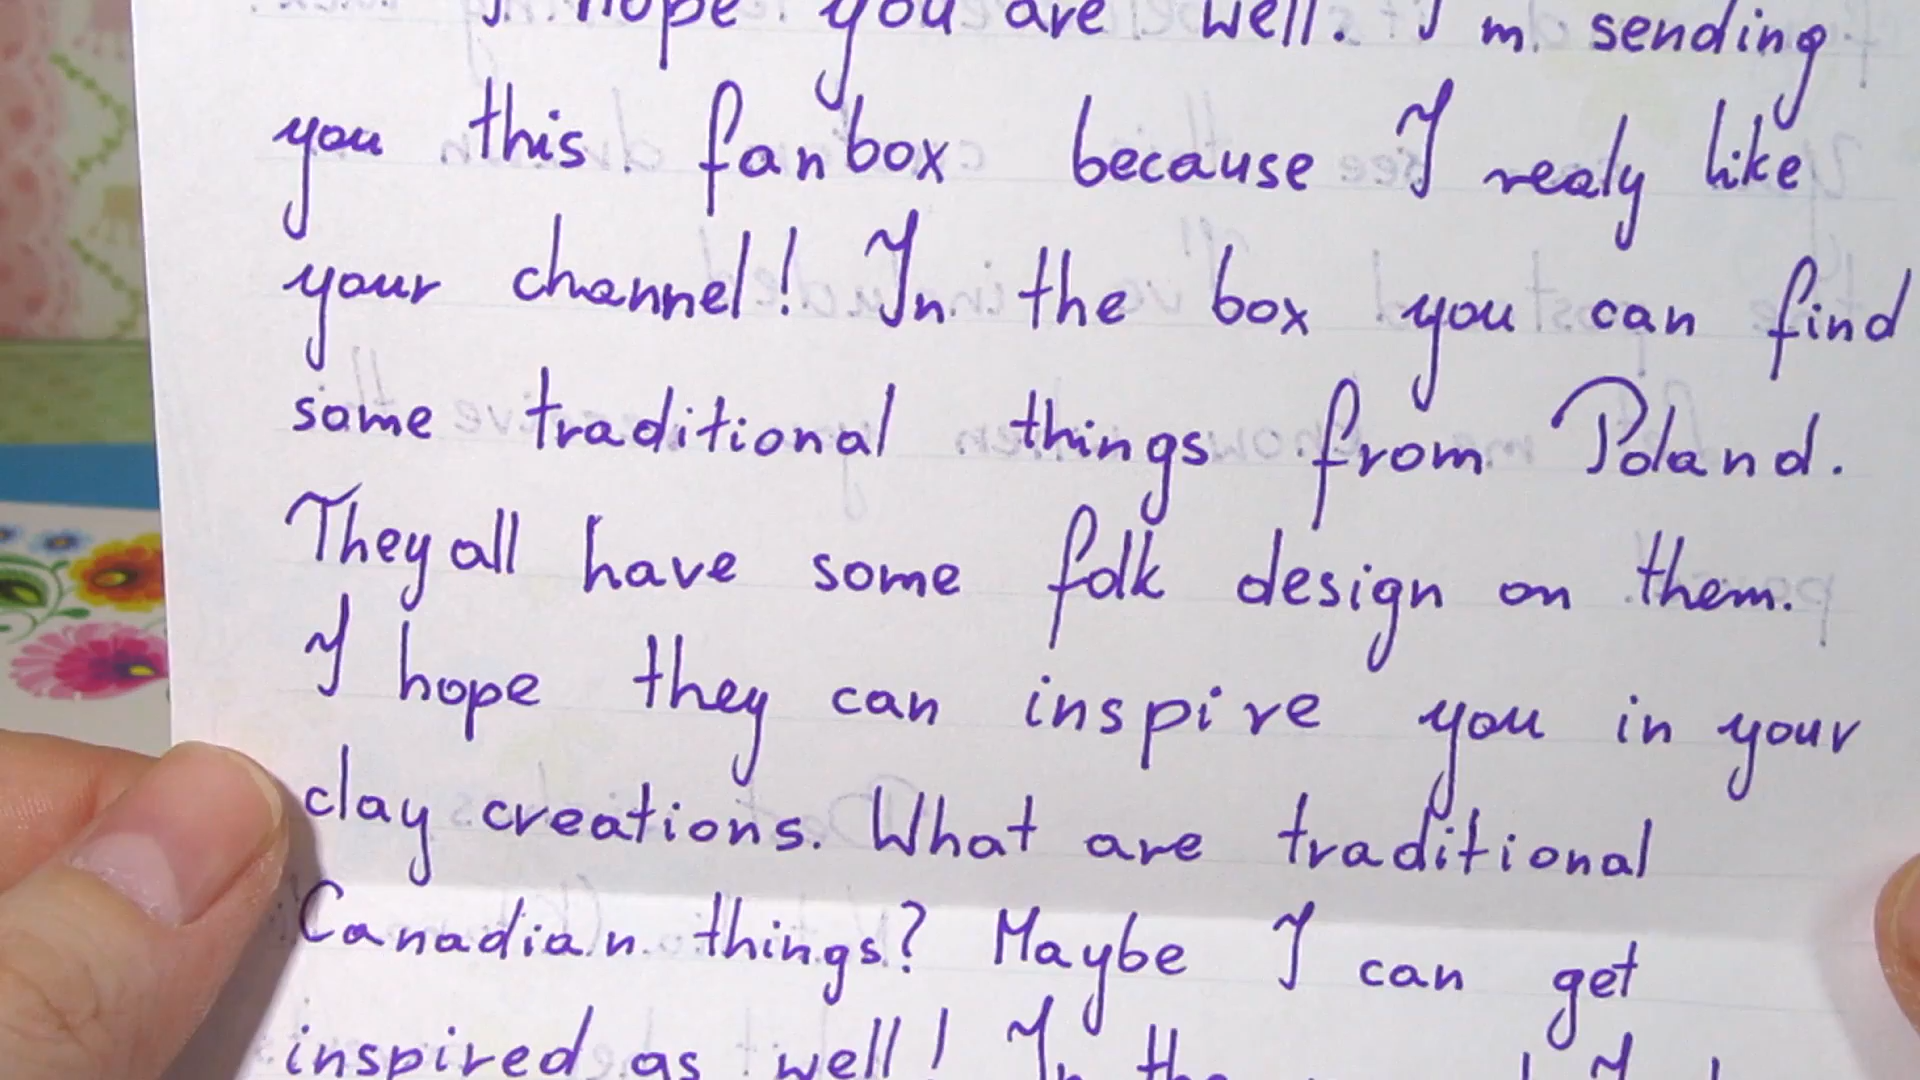 I hope you are well. I'm sending
you this fanbox because I realy like
your channel! In the box you can find
some traditional things from Poland.
They all have some folk design on them.
I hope they can inspire you in your
clay creations. What are traditional
Canadian things? Maybe I can get
inspired as well! In the